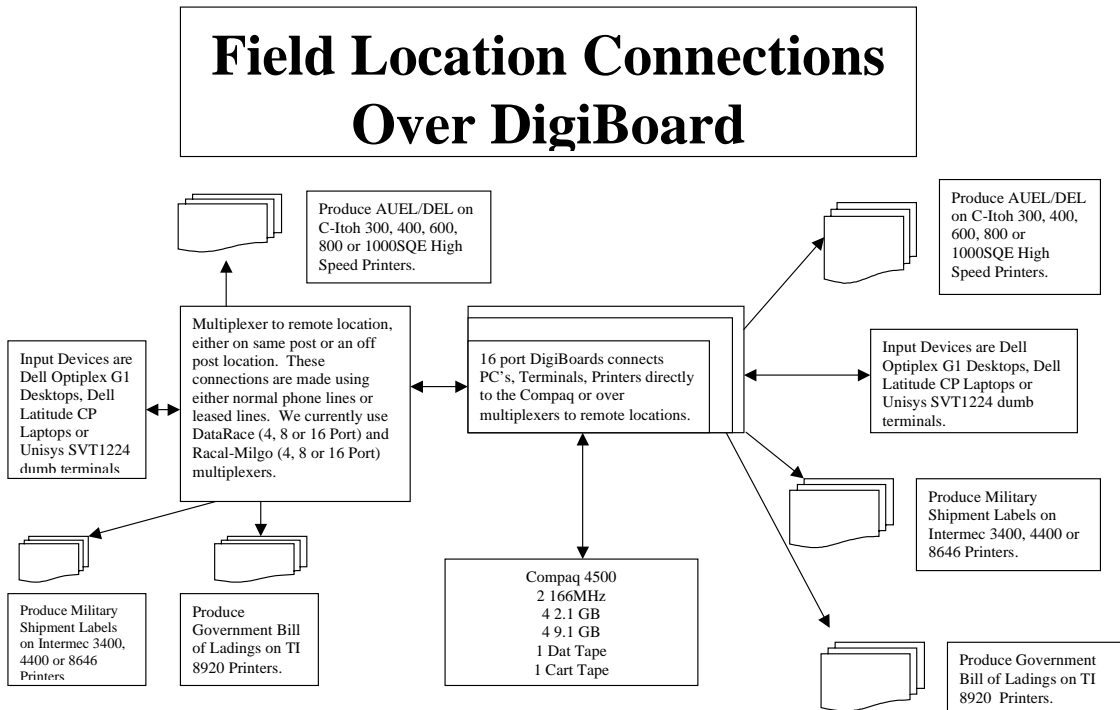 Field Location Connections
Over DigiBoard
Produce AUEL/DEL on
C-Itoh 300, 400, 600,
800 or 1000SQE High
Speed Printers.
Produce AUEL/DEL
on C-Itoh 300, 400,
600, 800 or
1000SQE High
Speed Printers.
Input Devices are
Dell Optiplex G1
Desktops, Dell
Latitude CP
Laptops or
Unisys SVT1224
dumb terminals
Multiplexer to remote location,
either on same post or an off
post location. These
connections are made using
either normal phone lines or
leased lines. We currently use
DataRace (4, 8 or 16 Port) and
Racal-Milgo (4, 8 or 16 Port)
multiplexers.
16 port DigiBoards connects
PC's, Terminals, Printers directly
to the Compaq or over
multiplexers to remote locations.
Input Devices are Dell
Optiplex G1 Desktops, Dell
Latitude CP Laptops or
Unisys SVT1224 dumb
terminals.
Produce Military
Shipment Labels on
Intermec 3400, 4400 or
8646 Printers.
Produce Military
Shipment Labels
on Intermec 3400,
4400 or 8646
Printers
Produce
Government Bill
of Ladings on TI
8920 Printers.
Compaq 4500
2 166MHz
4 2.1 GB
4 9.1 GB
1 Dat Tape
1 Cart Tape
Produce Government
Bill of Ladings on TI
8920 Printers.